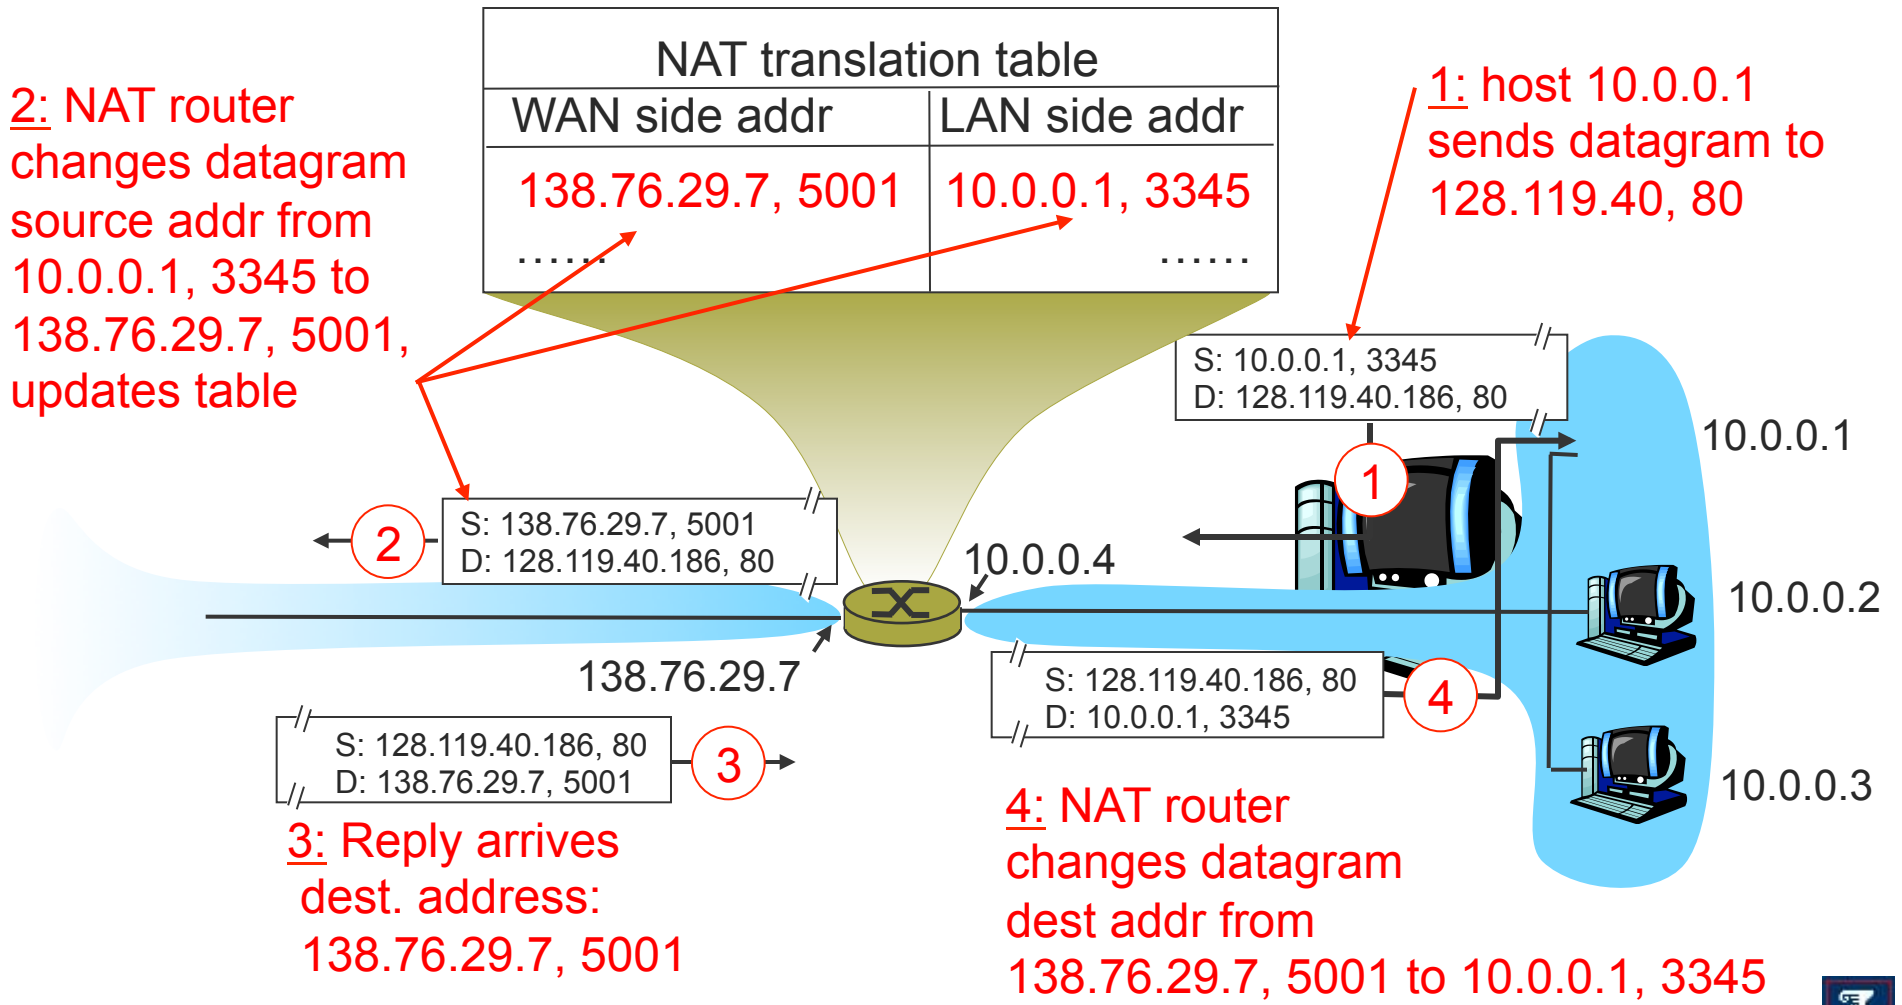 NAT translation table
WAN side addr
LAN side addr
138.76.29.7, 5001
10.0.0.1, 3345
......
......
2: NAT router
changes datagram
source addr from
10.0.0.1, 3345 to
138.76.29.7, 5001,
updates table
1: host 10.0.0.1
sends datagram to
128.119.40, 80
S: 10.0.0.1, 3345
D: 128.119.40.186, 80
1
10.0.0.1
2
S: 138.76.29.7, 5001
D: 128.119.40.186, 80
10.0.0.4
10.0.0.2
138.76.29.7
S: 128.119.40.186, 80
D: 10.0.0.1, 3345
4
S: 128.119.40.186, 80
D: 138.76.29.7, 5001
3
10.0.0.3
3: Reply arrives
dest. address:
138.76.29.7, 5001
4: NAT router
changes datagram
dest addr from
138.76.29.7, 5001 to 10.0.0.1, 3345